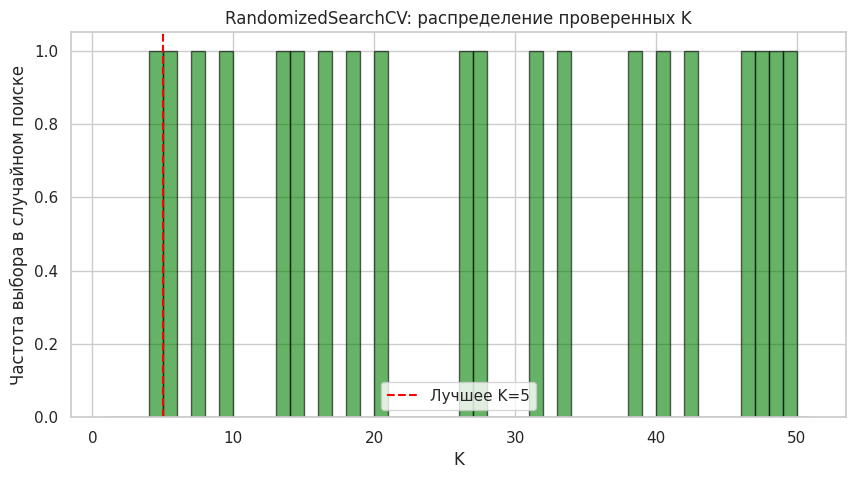 RandomizedSearchCV: распределение проверенных K
Частота выбора в случайном поиске
1.0
0.8
0.6
0.4
0.2
0.0
Лучшее K=5
0 10 20 30 40 50
K